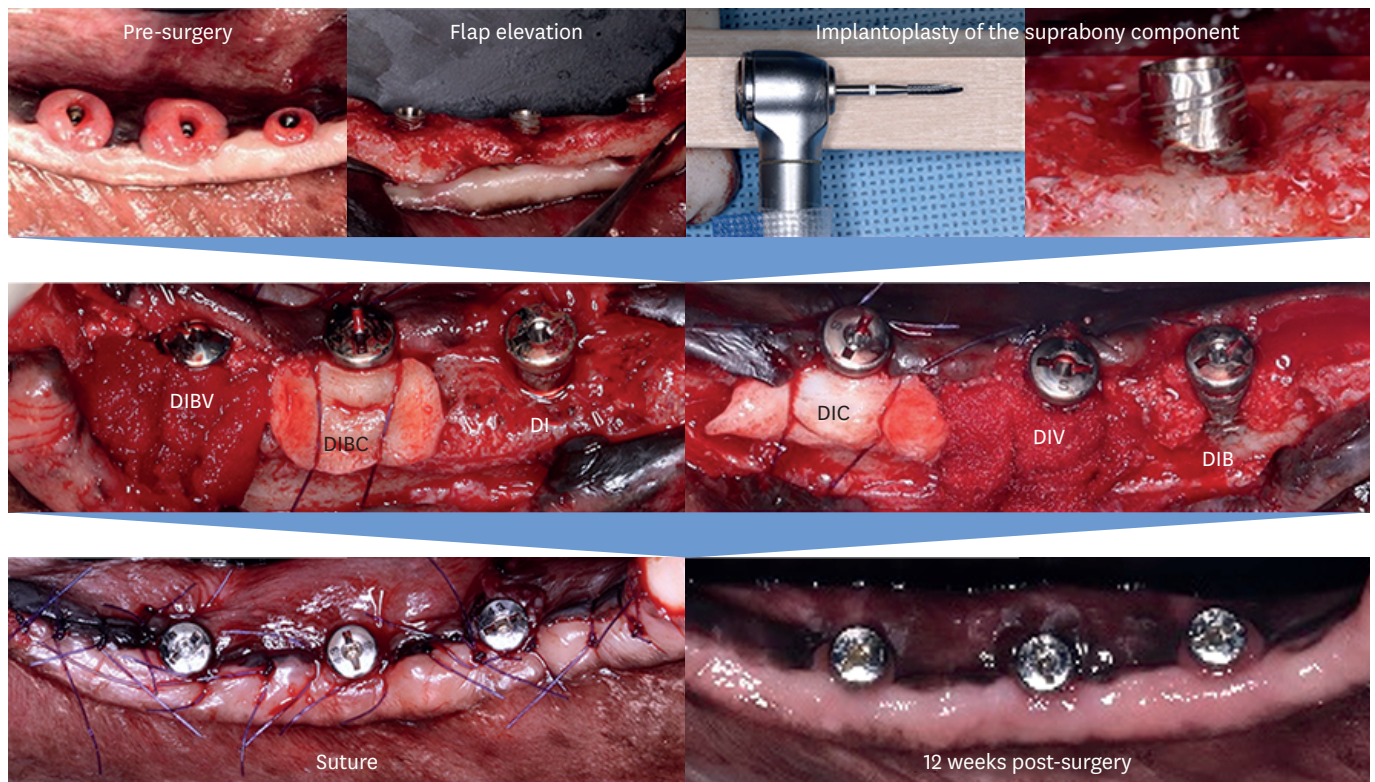 Pre-surgery
Flap elevation
Implantoplasty of the suprabony component
DIBV
DIBC
DI
DIC
DIV
DIB
Suture
12 weeks post-surgery